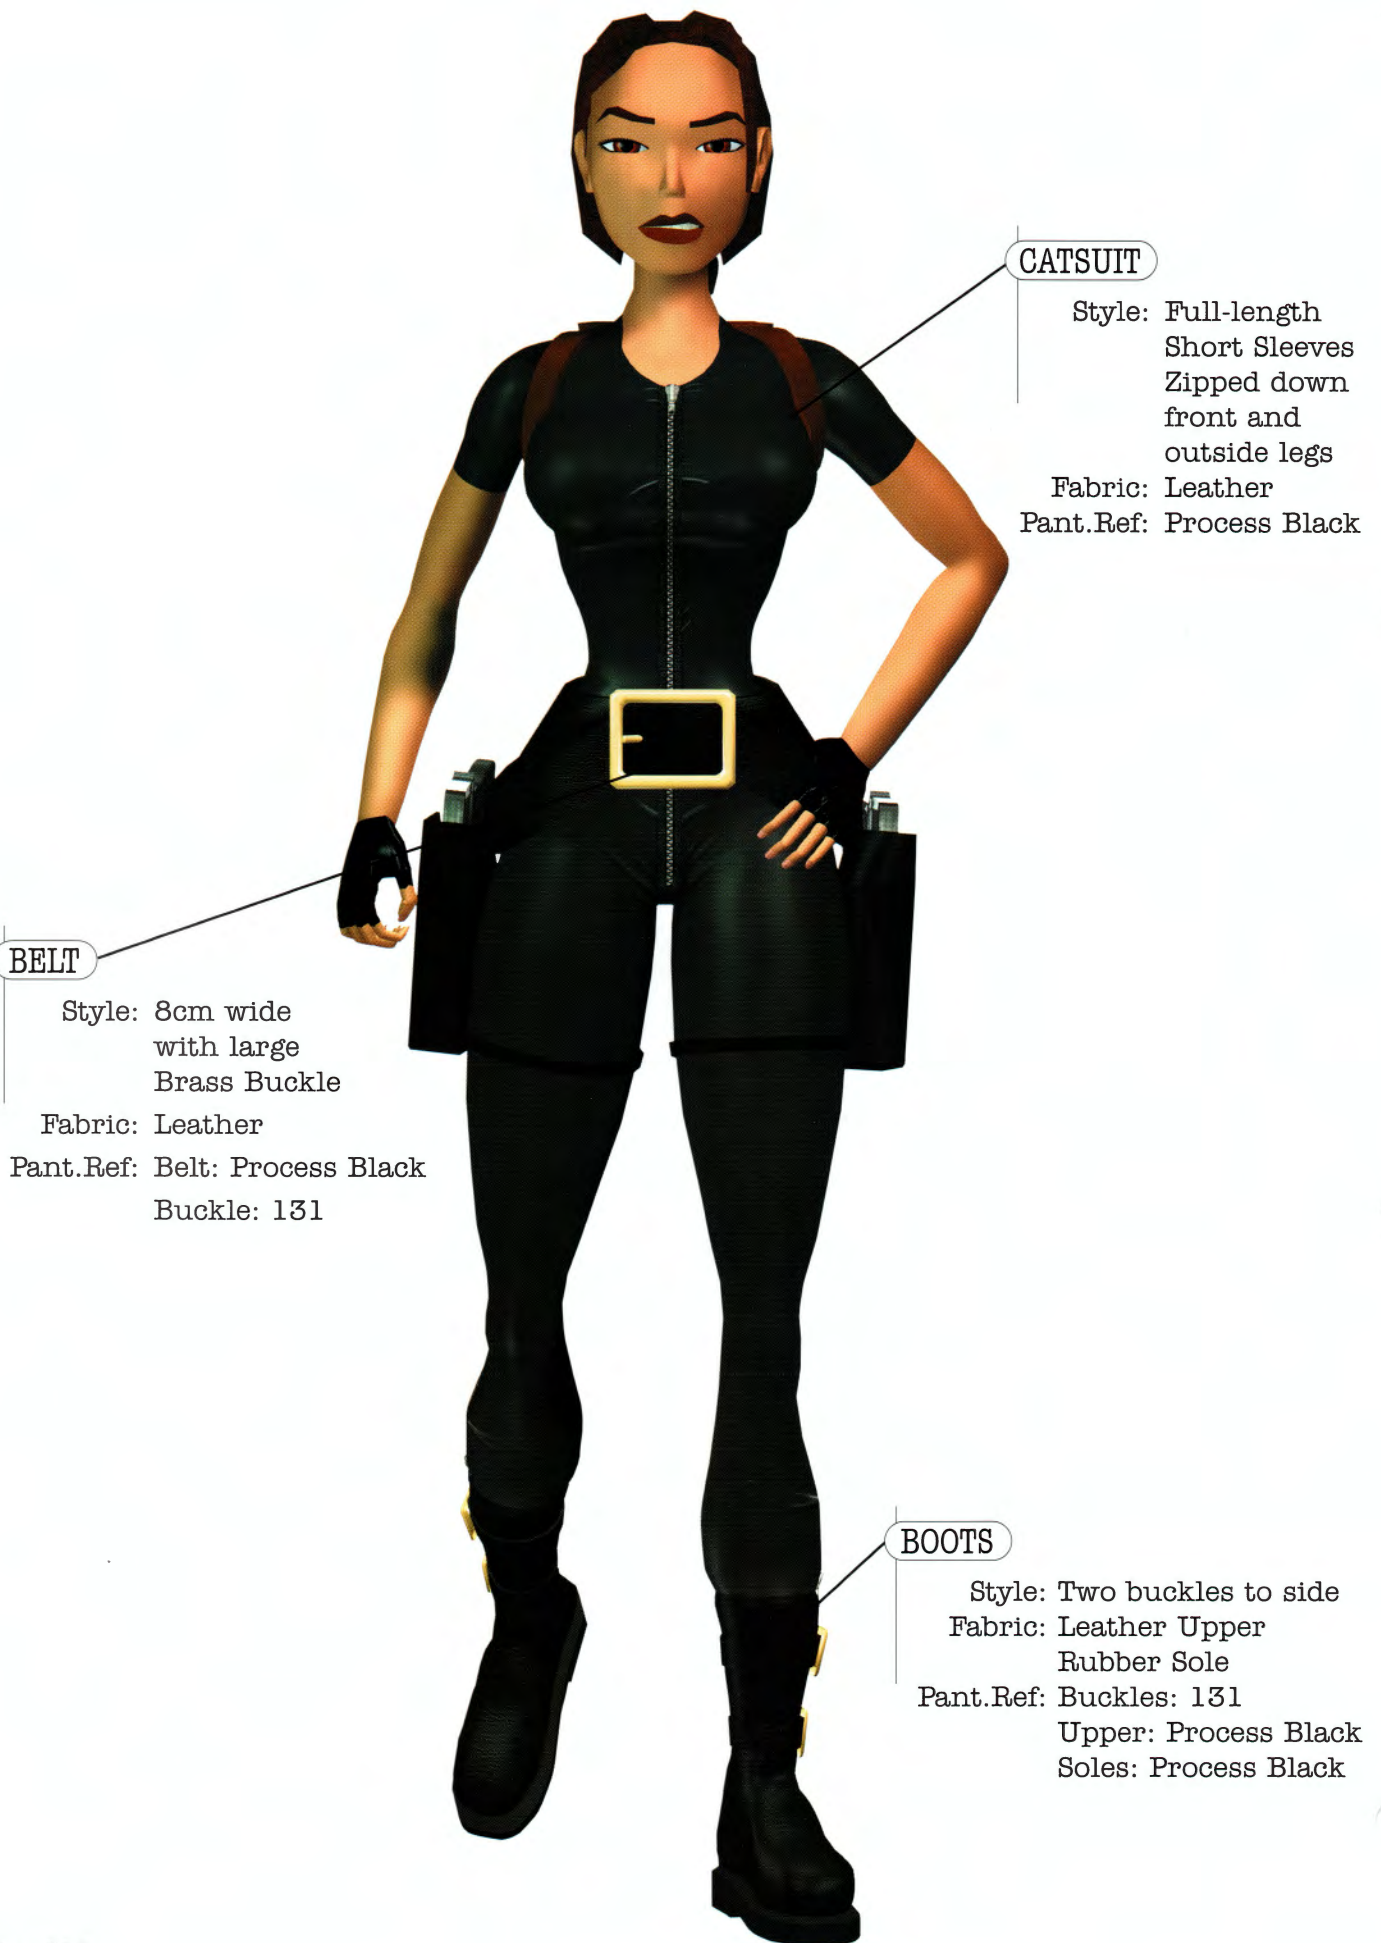 CATSUIT
Style: Full-length
Short Sleeves
Zipped down
front and
outside legs
Fabric: Leather
Pant.Ref: Process Black
BELT
Style: 8cm wide
with large
Brass Buckle
Fabric: Leather
Pant.Ref: Belt: Process Black
Buckle: 131
BOOTS
Style: Two buckles to side
Fabric: Leather Upper
Rubber Sole
Pant.Ref: Buckles: 131
Upper: Process Black
Soles: Process Black